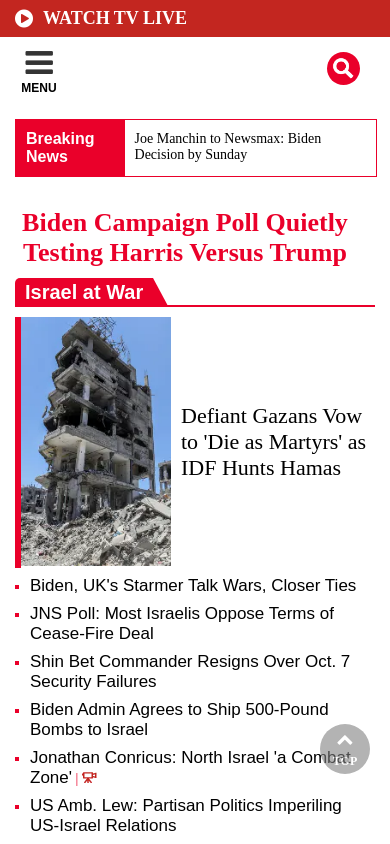 WATCH TV LIVE
MENU
Breaking
News
Joe Manchin to Newsmax: Biden
Decision by Sunday
Biden Campaign Poll Quietly
Testing Harris Versus Trump
Israel at War
Defiant Gazans Vow
to 'Die as Martyrs' as
IDF Hunts Hamas
Biden, UK's Starmer Talk Wars, Closer Ties
JNS Poll: Most Israelis Oppose Terms of
Cease-Fire Deal
Shin Bet Commander Resigns Over Oct. 7
Security Failures
Biden Admin Agrees to Ship 500-Pound
Bombs to Israel
Jonathan Conricus: North Israel 'a Combat
Zone' |
TOP
US Amb. Lew: Partisan Politics Imperiling
US-Israel Relations